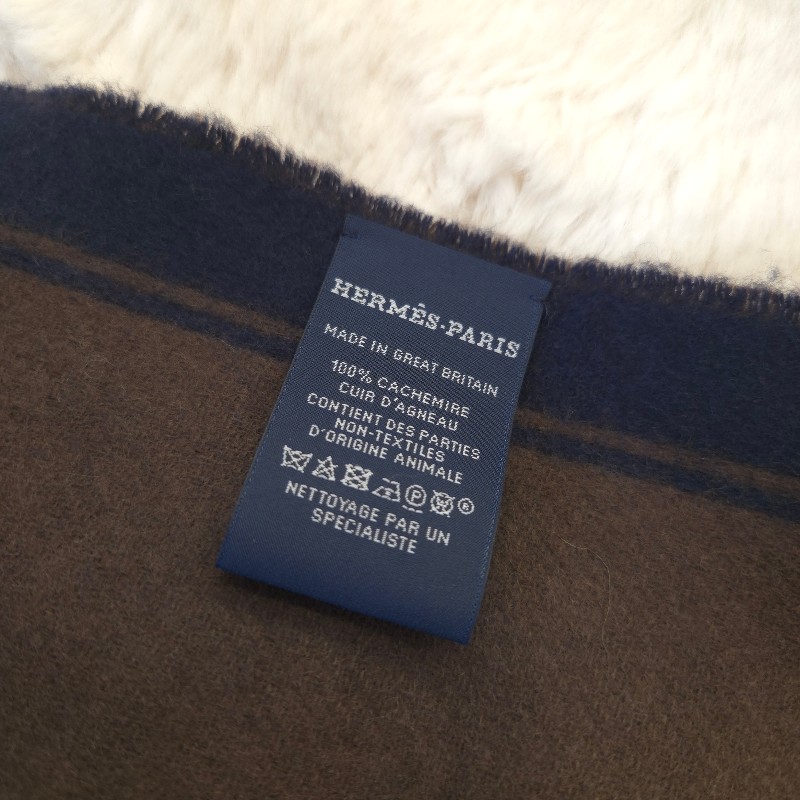 HERMÈS-PARIS
MADE IN GREAT BRITAIN
100% CACHEMIRE
CUIR D'AGNEAU
CONTIENT DES PARTIES
NON-TEXTILES
D'ORIGINE ANIMALE
P W ®
NETTOYAGE PAR UN
SPECIALISTE